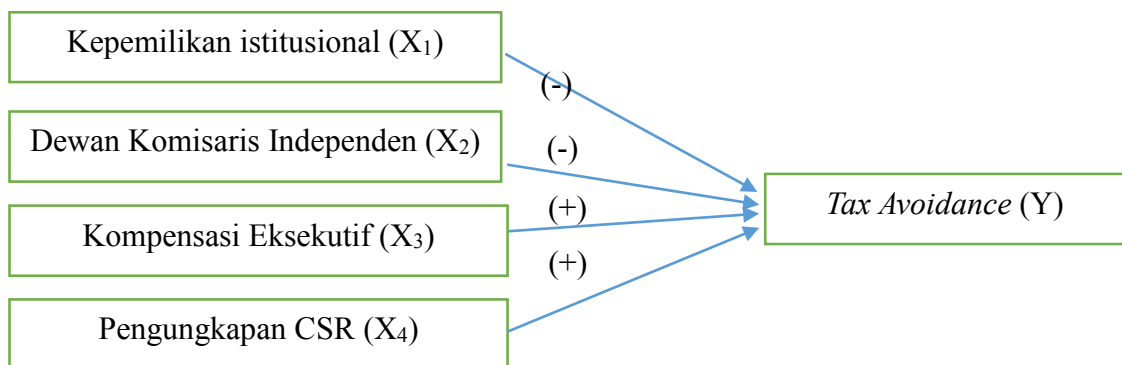 Kepemilikan istitusional (X₁)
(-)
Dewan Komisaris Independen (X₂)
(-)
Tax Avoidance (Y)
(+)
Kompensasi Eksekutif (X₃)
(+)
Pengungkapan CSR (X₄)